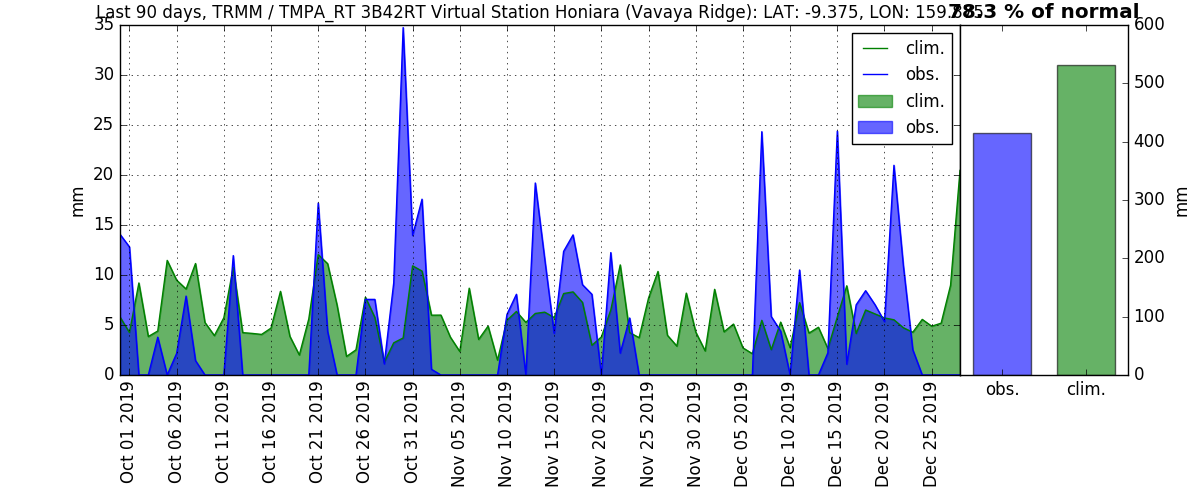 Last 90 days, TRMM / TMPA_RT 3B42RT Virtual Station Honiara (Vavaya Ridge): LAT: -9.375, LON:
78.3 % of normal
35
30
25
20
15
10
5
0
mm
clim.
obs.
clim.
obs.
600
500
400
300
200
100
0
mm
Oct 01 2019
Oct 06 2019
Oct 11 2019
Oct 16 2019
Oct 21 2019
Oct 26 2019
Oct 31 2019
Nov 05 2019
Nov 10 2019
Nov 15 2019
Nov 20 2019
Nov 25 2019
Nov 30 2019
Dec 05 2019
Dec 10 2019
Dec 15 2019
Dec 20 2019
Dec 25 2019
obs.
clim.